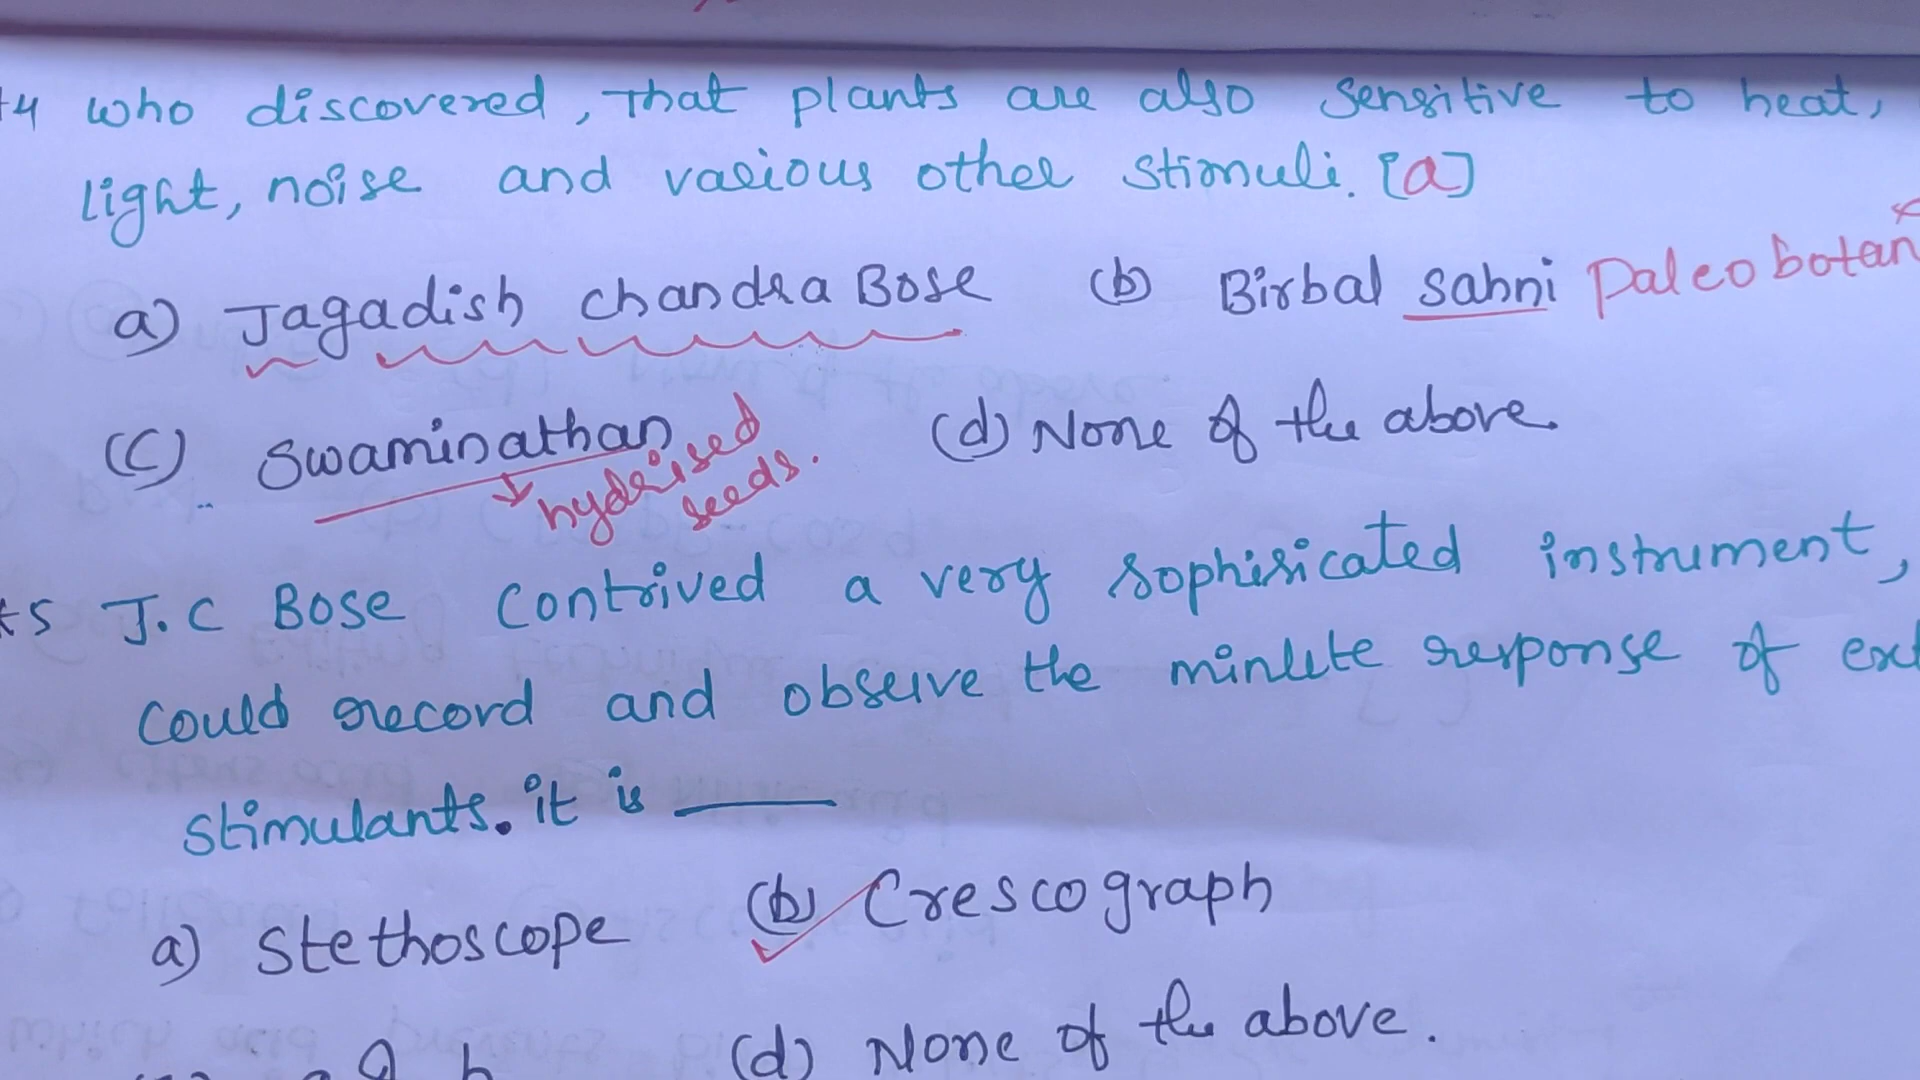 4 who discovered, That plants are also Sensitive to heat,
light, noise and various other stimuli. [a]
a) Jagadish chandra Bose (b) Birbal Sahni Paleobotan
(C) Swaminathan (d) None of the above.
hydrised
seeds.
5 J.C Bose contrived a very sophisicated instrument,
could record and observe the minute response of ext
stimulants. it is ____
a) stethoscope (b) Crescograph
(d) None of the above.